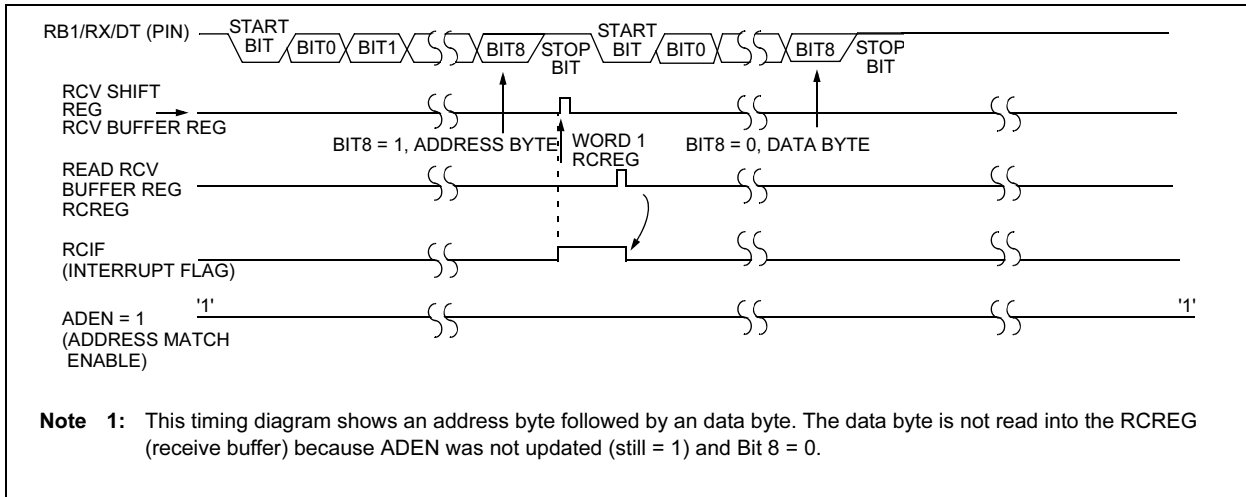 RB1/RX/DT (PIN)
START
BIT
BIT0
BIT1
BIT8
STOP
BIT
START
BIT
BIT0
BIT8
STOP
BIT
RCV SHIFT
REG
RCV BUFFER REG
BIT8 = 1, ADDRESS BYTE
WORD 1
RCREG
BIT8 = 0, DATA BYTE
READ RCV
BUFFER REG
RCREG
RCIF
(INTERRUPT FLAG)
ADEN = 1
(ADDRESS MATCH
ENABLE)
'1'
'1'
Note 1: This timing diagram shows an address byte followed by an data byte. The data byte is not read into the RCREG
(receive buffer) because ADEN was not updated (still = 1) and Bit 8 = 0.